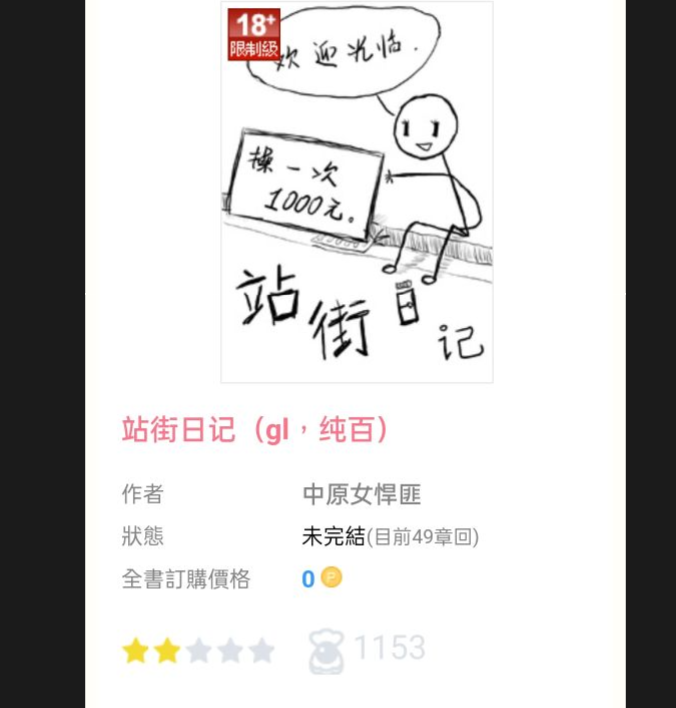 18+
限制級
欢迎光临.
操一次
1000元。
站街日记
站街日记（gl，纯百）
作者 中原女悍匪
狀態 未完結(目前49章回)
全書訂購價格 0 P
1153